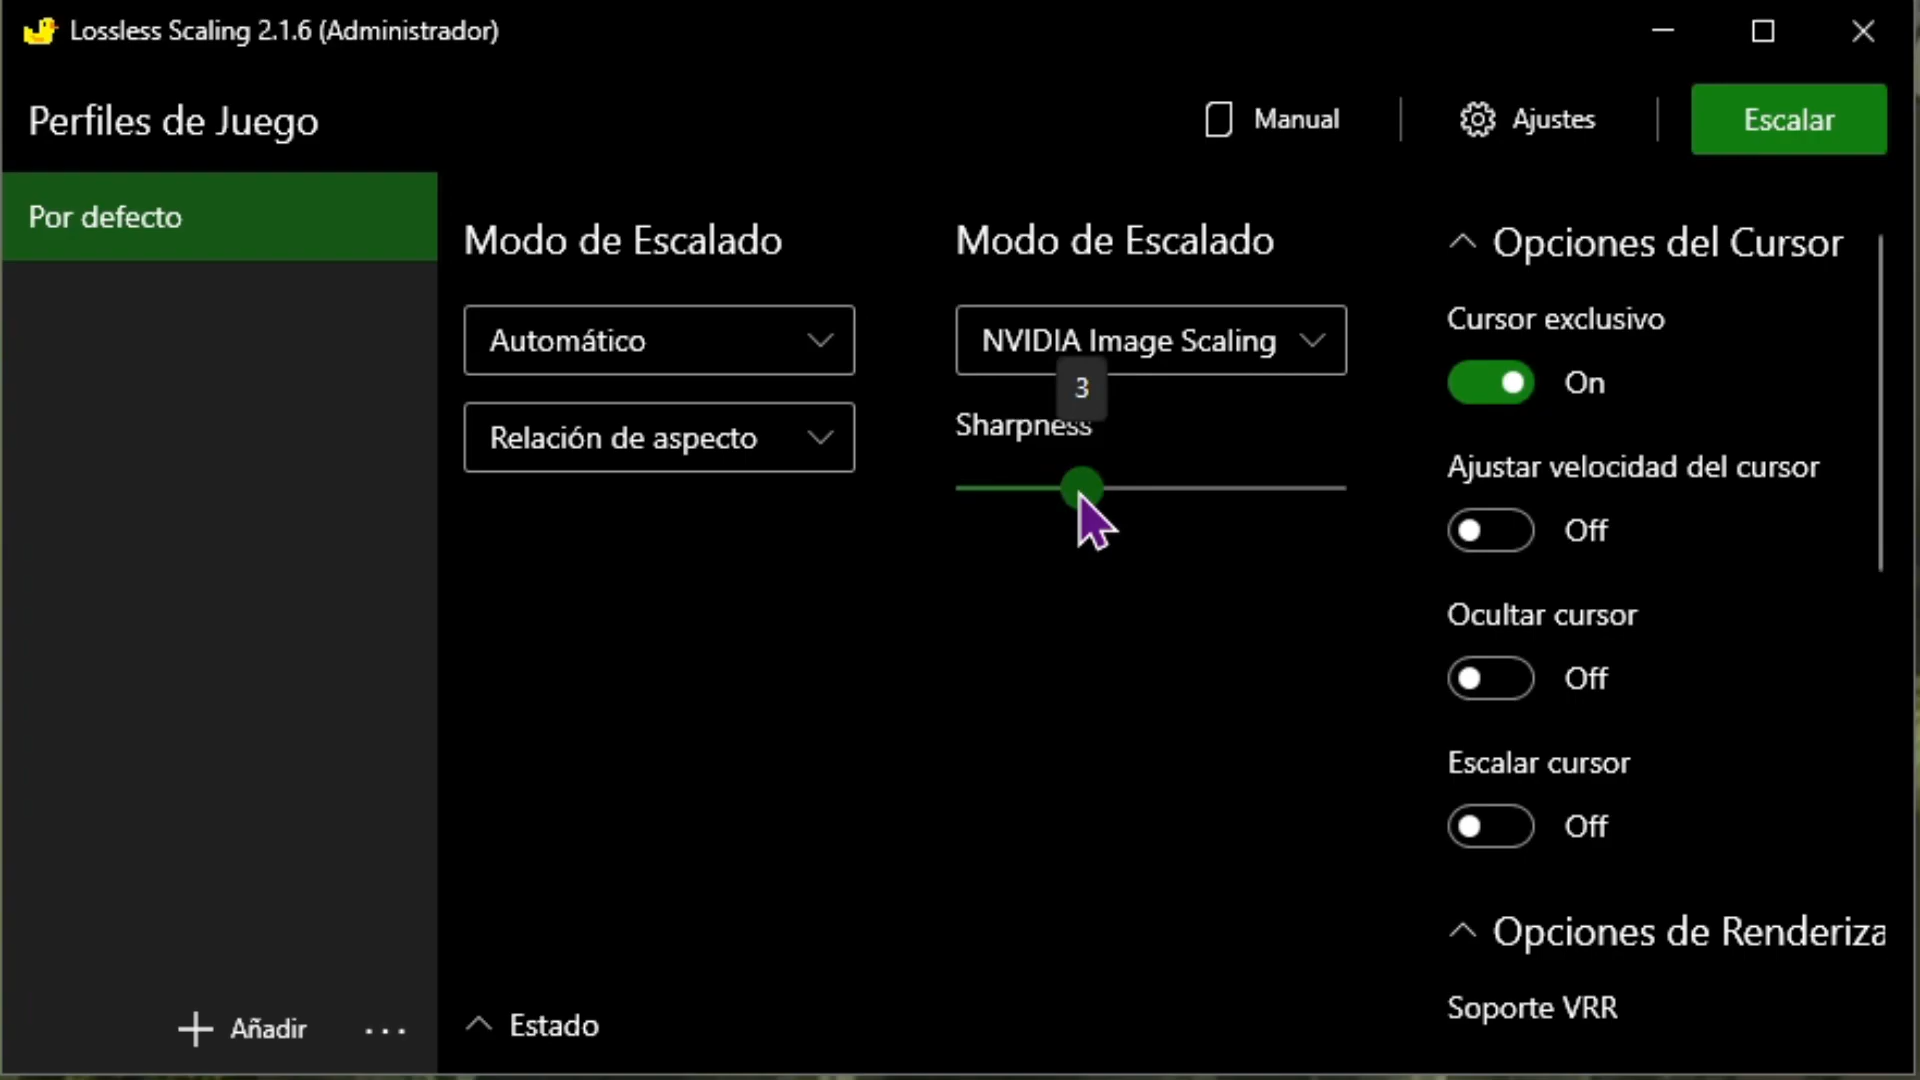 Lossless Scaling 2.1.6 (Administrador)
Perfiles de Juego
Manual
Ajustes
Escalar
Por defecto
Modo de Escalado
Automático
Relación de aspecto
Modo de Escalado
NVIDIA Image Scaling
3
Sharpness
Opciones del Cursor
Cursor exclusivo
On
Ajustar velocidad del cursor
Off
Ocultar cursor
Off
Escalar cursor
Off
Opciones de Renderiza
Soporte VRR
Añadir
Estado